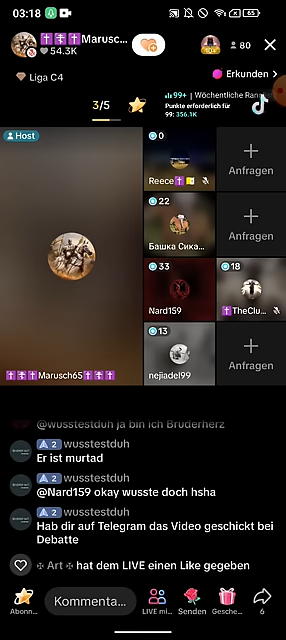 03:18
65
✝️☦️✝️Marusc...
54.3K
80
Liga C4
Erkunden >
3/5
99+ | Wöchentliche Ran
Punkte erforderlich für
99: 356.1K
Host
0
Reece✝️
Anfragen
22
Башка Сика...
Anfragen
33
Nard159
18
✝️TheClu...
13
nejiadel99
Anfragen
✝️✝️✝️Marusch65✝️✝️✝️
@wusstestduh ja bin ich Bruderherz
2 wusstestduh
Er ist murtad
2 wusstestduh
@Nard159 okay wusste doch hsha
2 wusstestduh
Hab dir auf Telegram das Video geschickt bei
Debatte
Art hat dem LIVE einen Like gegeben
Abonn...
Kommenta...
LIVE mi...
Senden
Gesche...
6